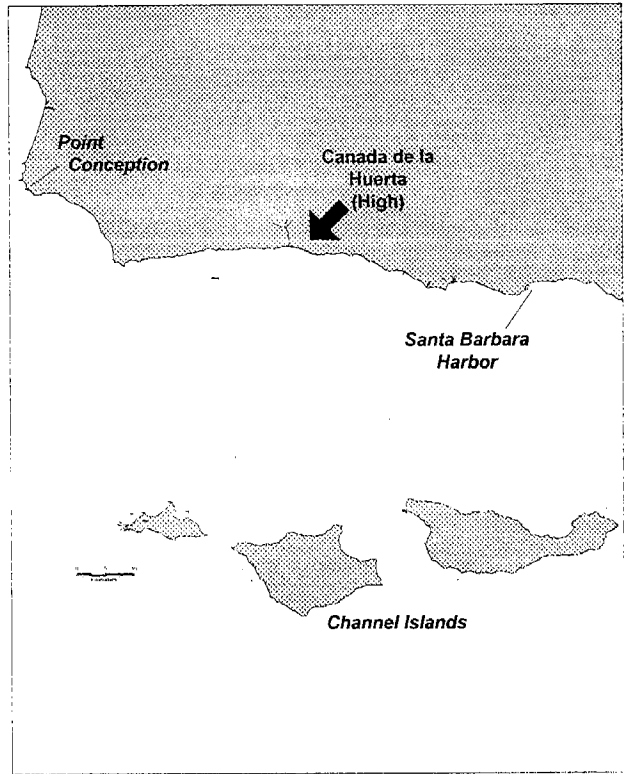 Point
Conception
Canada de la
Huerta
(High)
Santa Barbara
Harbor
Channel Islands